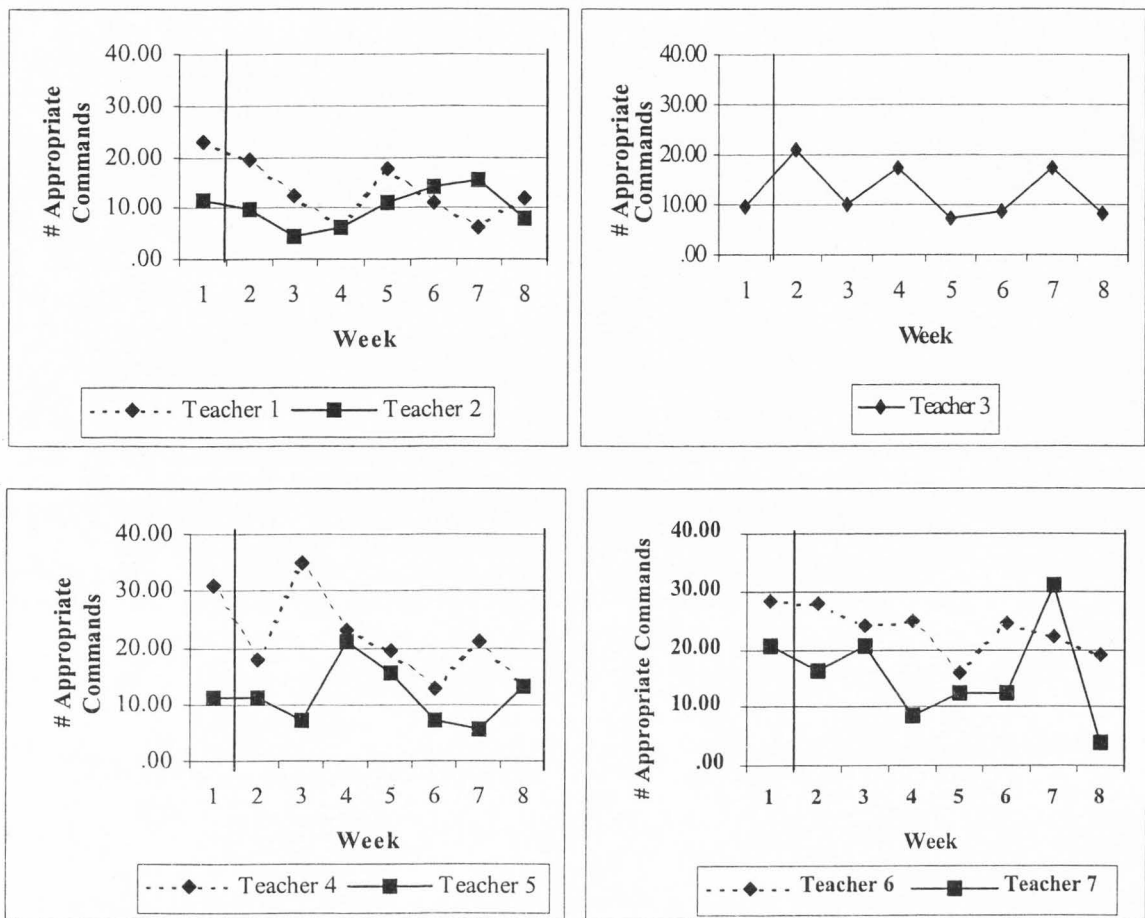 # Appropriate
Commands
40.00
30.00
20.00
10.00
.00
1 2 3 4 5 6 7 8
Week
Teacher 1 Teacher 2
# Appropriate
Commands
40.00
30.00
20.00
10.00
.00
1 2 3 4 5 6 7 8
Week
Teacher 3
# Appropriate
Commands
40.00
30.00
20.00
10.00
.00
1 2 3 4 5 6 7 8
Week
Teacher 4 Teacher 5
# Appropriate Commands
40.00
30.00
20.00
10.00
.00
1 2 3 4 5 6 7 8
Week
Teacher 6 Teacher 7